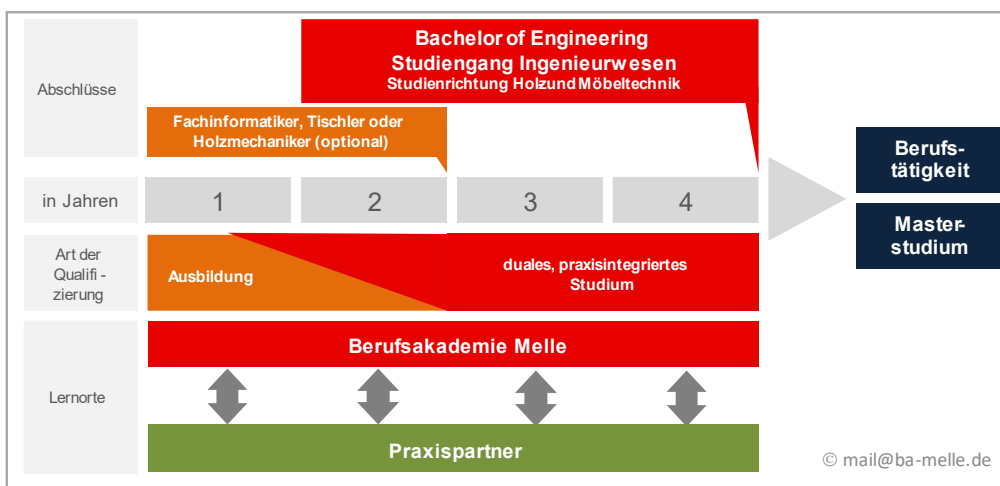 Abschlüsse
Bachelor of Engineering
Studiengang Ingenieurwesen
Studienrichtung Holzund Möbeltechnik
Fachinformatiker, Tischler oder
Holzmechaniker (optional)
in Jahren
1
2
3
4
Berufs-
tätigkeit
Master-
studium
Art der
Qualifi -
zierung
Ausbildung
duales, praxisintegriertes
Studium
Lernorte
Berufsakademie Melle
Praxispartner
© mail@ba-melle.de